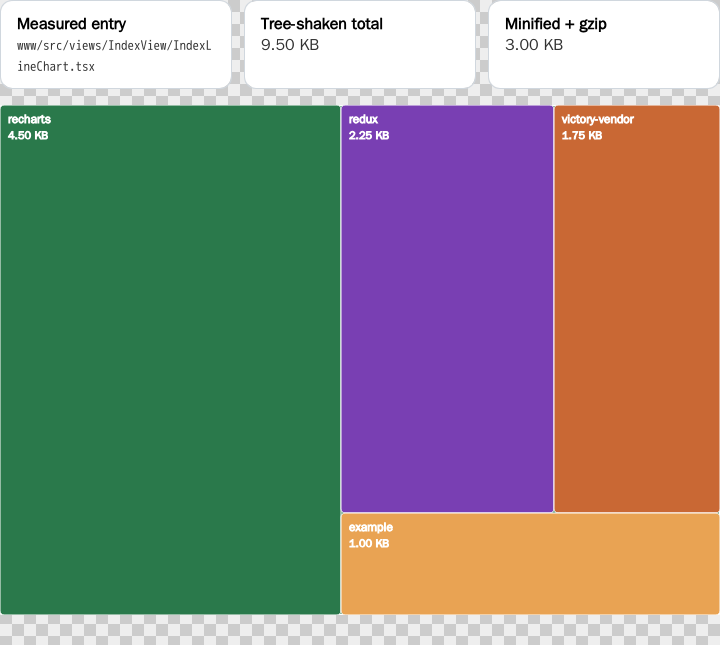 Measured entry
www/src/views/IndexView/IndexL
ineChart.tsx
Tree-shaken total
9.50 KB
Minified + gzip
3.00 KB
recharts
4.50 KB
redux
2.25 KB
victory-vendor
1.75 KB
example
1.00 KB